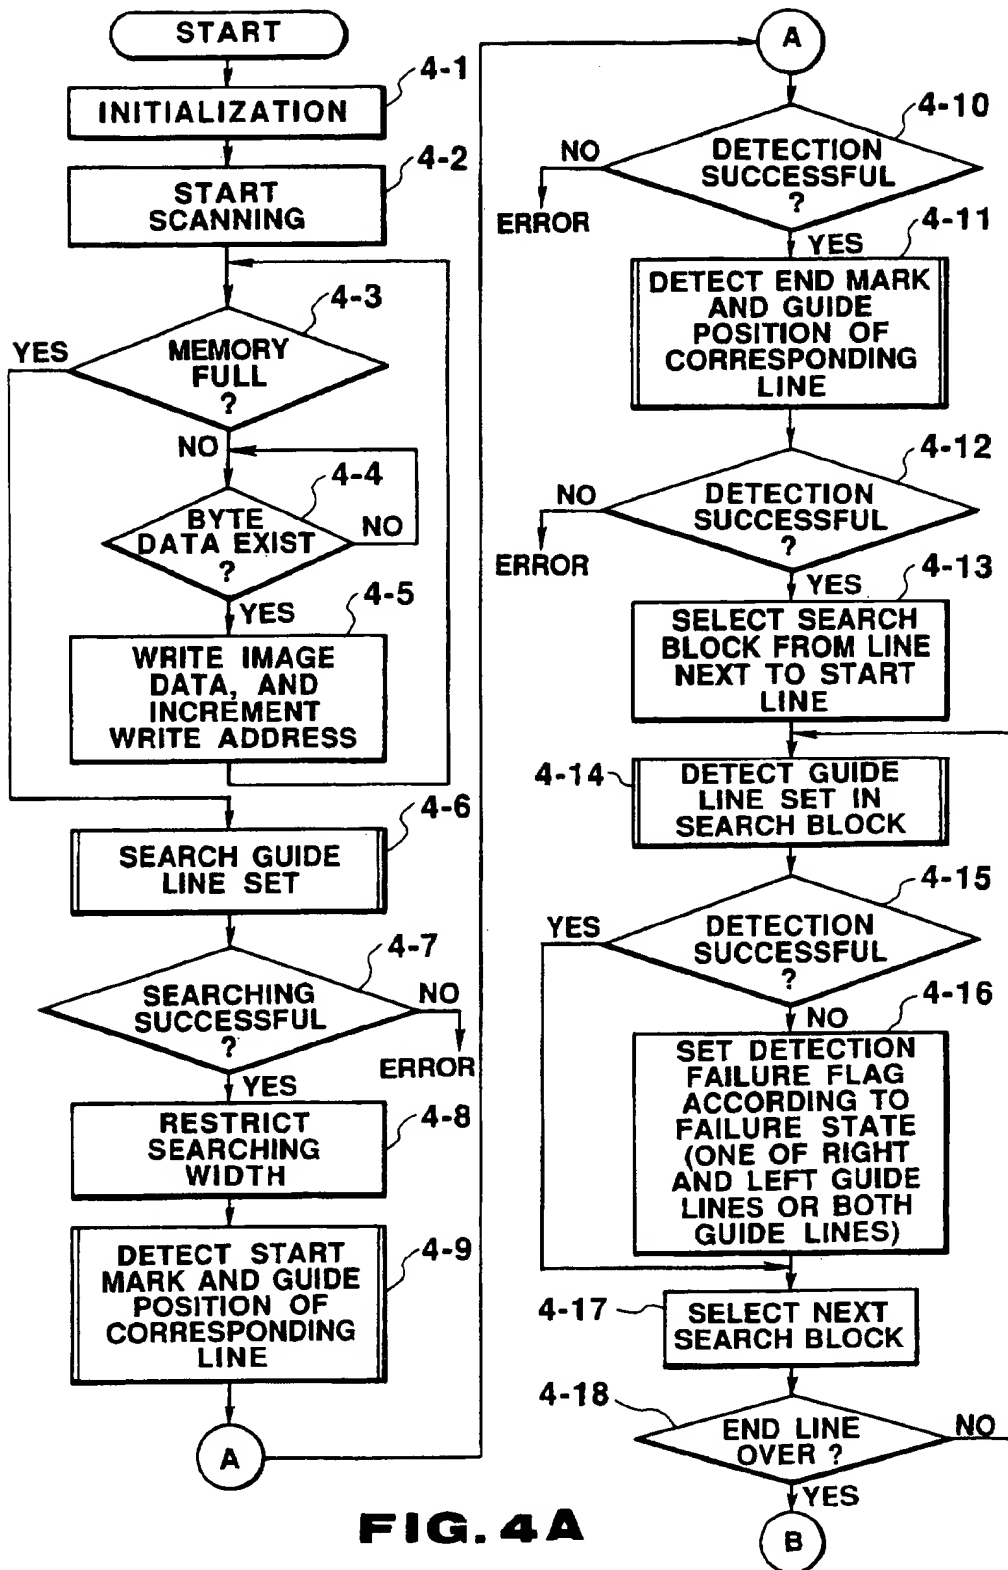 START
4-1
INITIALIZATION
4-2
START
SCANNING
4-3
YES
MEMORY
FULL
?
NO
4-4
BYTE
DATA EXIST
?
NO
YES
4-5
WRITE IMAGE
DATA, AND
INCREMENT
WRITE ADDRESS
4-6
SEARCH GUIDE
LINE SET
4-7
SEARCHING
SUCCESSFUL
?
NO
ERROR
YES
4-8
RESTRICT
SEARCHING
WIDTH
4-9
DETECT START
MARK AND GUIDE
POSITION OF
CORRESPONDING
LINE
A
A
4-10
NO
DETECTION
SUCCESSFUL
?
ERROR
YES
4-11
DETECT END MARK
AND GUIDE
POSITION OF
CORRESPONDING
LINE
4-12
NO
DETECTION
SUCCESSFUL
?
ERROR
YES
4-13
SELECT SEARCH
BLOCK FROM LINE
NEXT TO START
LINE
4-14
DETECT GUIDE
LINE SET IN
SEARCH BLOCK
4-15
YES
DETECTION
SUCCESSFUL
?
NO
4-16
SET DETECTION
FAILURE FLAG
ACCORDING TO
FAILURE STATE
(ONE OF RIGHT
AND LEFT GUIDE
LINES OR BOTH
GUIDE LINES)
4-17
SELECT NEXT
SEARCH BLOCK
4-18
END LINE
OVER ?
NO
YES
B
FIG. 4A